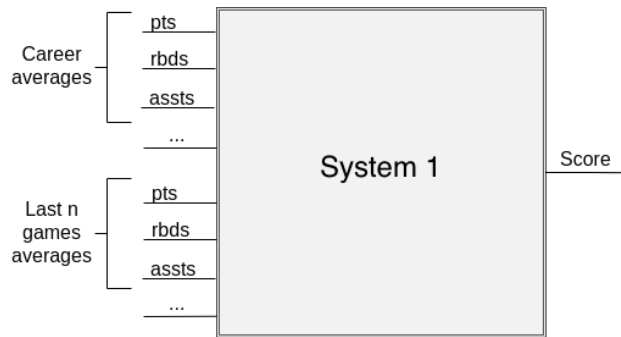 Career
averages
pts
rbds
assts
...
Last n
games
averages
pts
rbds
assts
...
System 1
Score